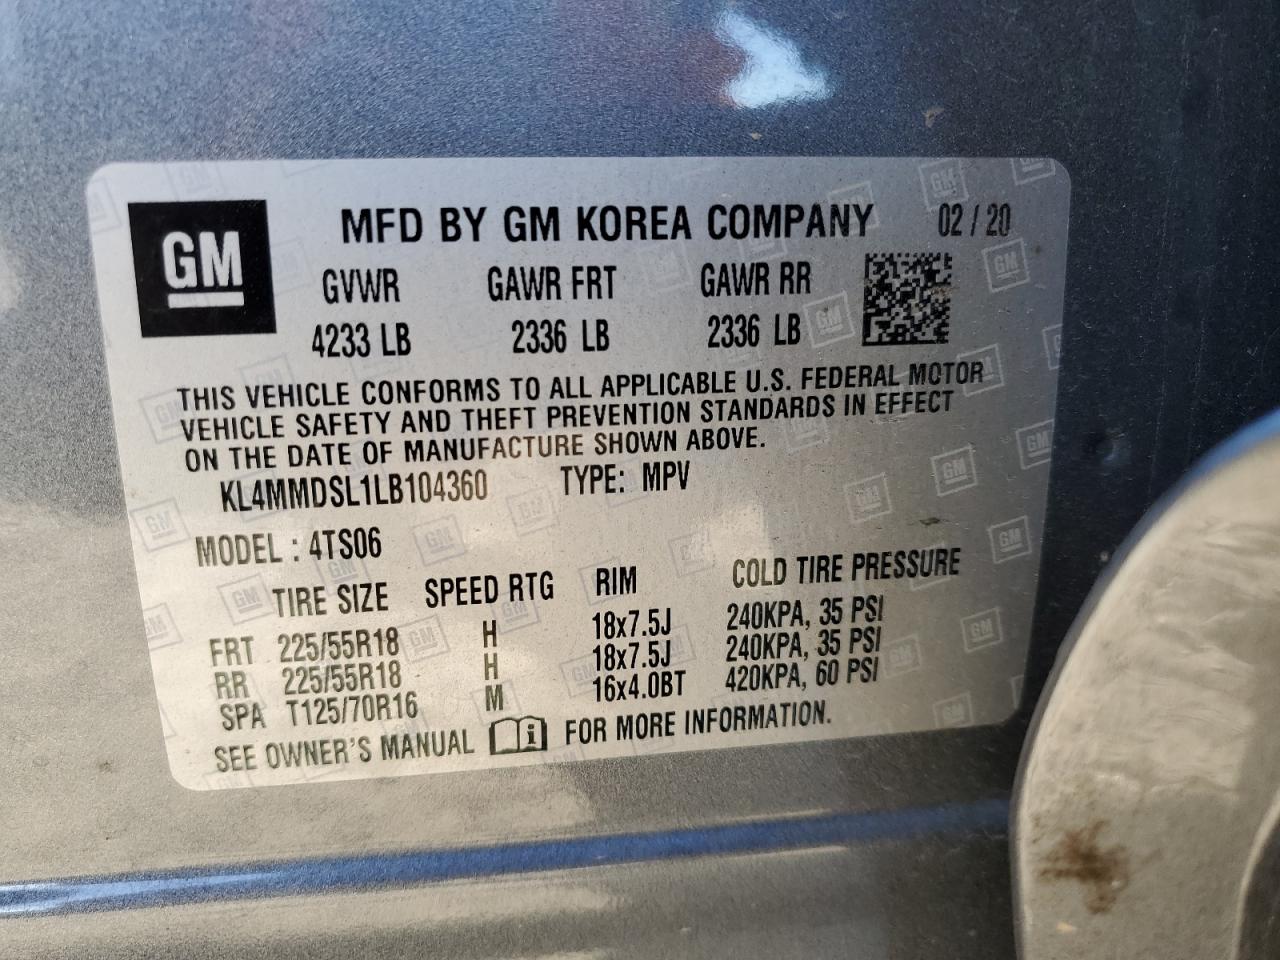 GM
MFD BY GM KOREA COMPANY 02 / 20
GVWR GAWR FRT GAWR RR
4233 LB 2336 LB 2336 LB
THIS VEHICLE CONFORMS TO ALL APPLICABLE U.S. FEDERAL MOTOR
VEHICLE SAFETY AND THEFT PREVENTION STANDARDS IN EFFECT
ON THE DATE OF MANUFACTURE SHOWN ABOVE.
KL4MMDSL1LB104360 TYPE: MPV
MODEL : 4TS06
TIRE SIZE SPEED RTG RIM COLD TIRE PRESSURE
FRT 225/55R18 H 18x7.5J 240KPA, 35 PSI
RR 225/55R18 H 18x7.5J 240KPA, 35 PSI
SPA T125/70R16 M 16x4.0BT 420KPA, 60 PSI
SEE OWNER'S MANUAL i FOR MORE INFORMATION.